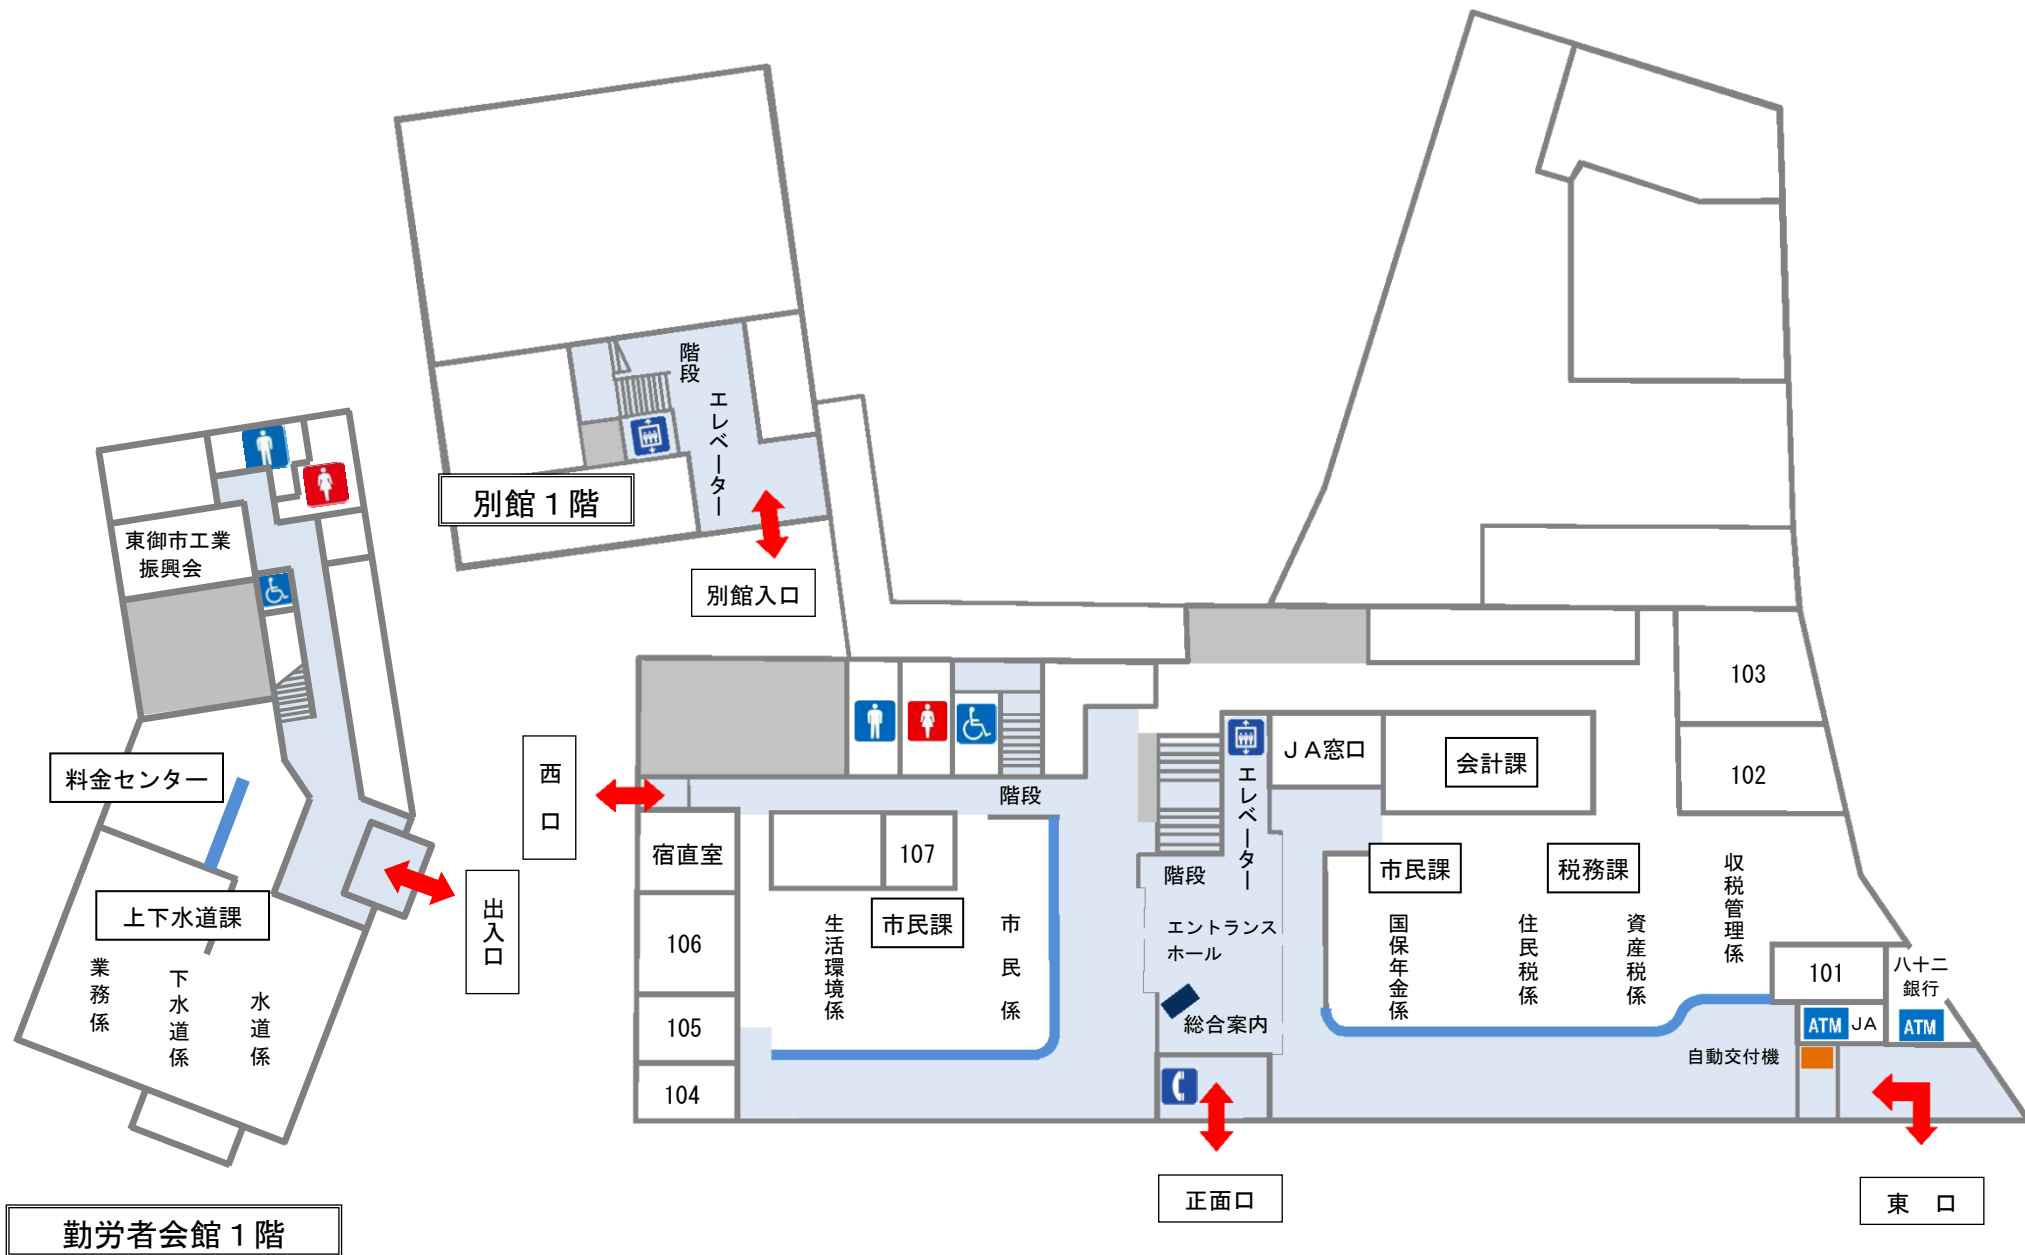 階段
エレベーター
別館１階
別館入口
東御市工業
振興会
料金センター
上下水道課
業務係
下水道係
水道係
出入口
勤労者会館１階
西口
階段
宿直室
107
106
105
104
市民課
生活環境係
市民係
エレベーター
階段
エントランス
ホール
総合案内
正面口
ＪＡ窓口
会計課
市民課
税務課
国保年金係
住民税係
資産税係
収税管理係
103
102
101
八十二
銀行
ATM
JA
ATM
自動交付機
東　口